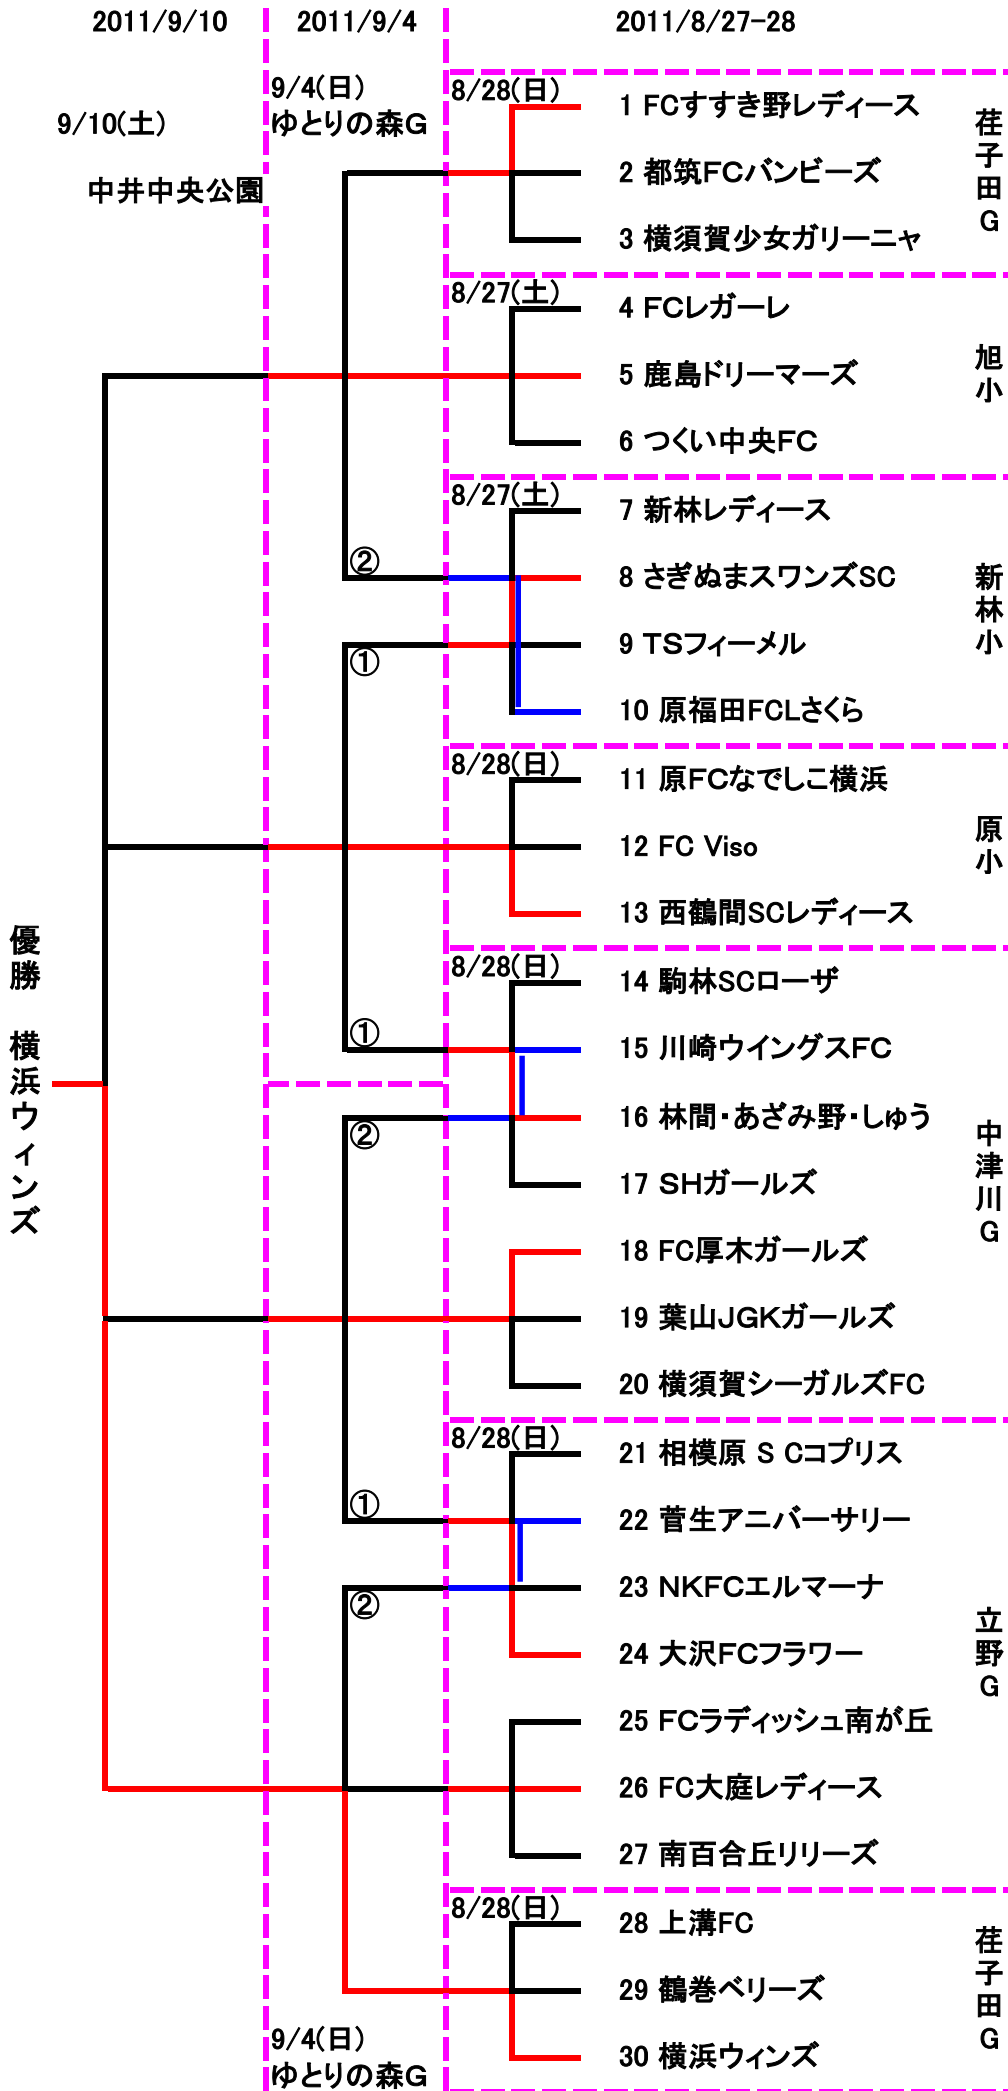 2011/9/10
2011/9/4
2011/8/27-28
9/10(土)
中井中央公園
9/4(日)
ゆとりの森G
8/28(日)
1 FCすすき野レディース
2 都筑FCバンビーズ
3 横須賀少女ガリーニャ
荏子田G
8/27(土)
4 FCレガーレ
5 鹿島ドリーマーズ
6 つくい中央FC
旭小
8/27(土)
7 新林レディース
8 さぎぬまスワンズSC
9 TSフィーメル
10 原福田FCLさくら
新林小
②
①
8/28(日)
11 原FCなでしこ横浜
12 FC Viso
13 西鶴間SCレディース
原小
優勝 横浜ウィンズ
8/28(日)
14 駒林SCローザ
15 川崎ウイングスFC
16 林間・あざみ野・しゅう
17 SHガールズ
18 FC厚木ガールズ
19 葉山JGKガールズ
20 横須賀シーガルズFC
中津川G
①
②
8/28(日)
21 相模原 S Cコプリス
22 菅生アニバーサリー
23 NKFCエルマーナ
24 大沢FCフラワー
25 FCラディッシュ南が丘
26 FC大庭レディース
27 南百合丘リリーズ
立野G
①
②
8/28(日)
28 上溝FC
29 鶴巻ベリーズ
30 横浜ウィンズ
荏子田G
9/4(日)
ゆとりの森G